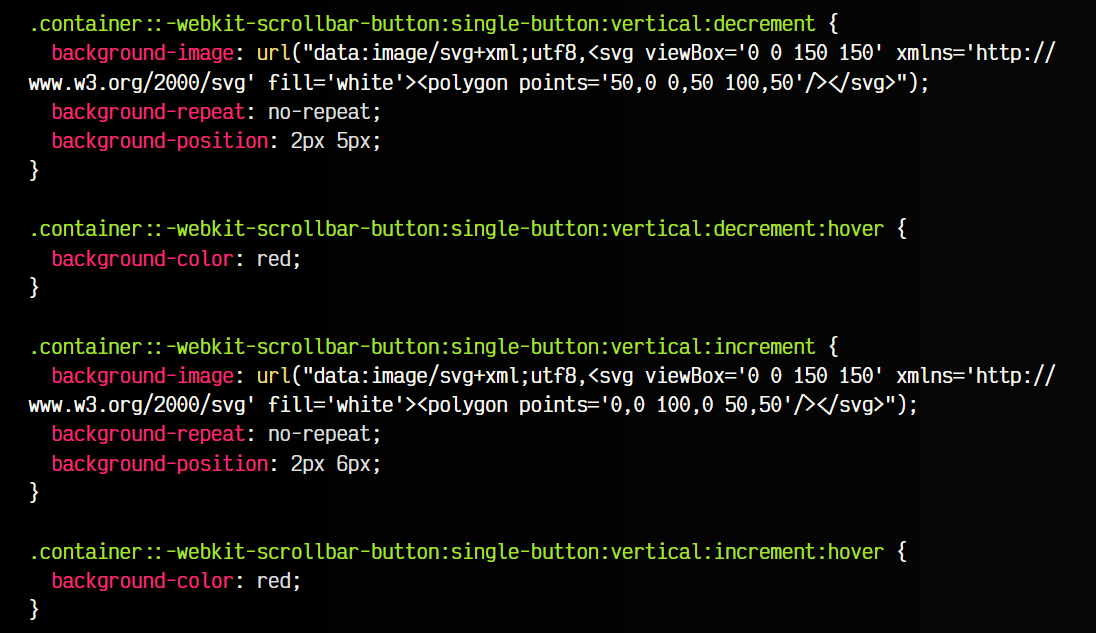 .container::-webkit-scrollbar-button:single-button:vertical:decrement {
  background-image: url("data:image/svg+xml;utf8,<svg viewBox='0 0 150 150' xmlns='http://
www.w3.org/2000/svg' fill='white'><polygon points='50,0 0,50 100,50'/></svg>");
  background-repeat: no-repeat;
  background-position: 2px 5px;
}

.container::-webkit-scrollbar-button:single-button:vertical:decrement:hover {
  background-color: red;
}

.container::-webkit-scrollbar-button:single-button:vertical:increment {
  background-image: url("data:image/svg+xml;utf8,<svg viewBox='0 0 150 150' xmlns='http://
www.w3.org/2000/svg' fill='white'><polygon points='0,0 100,0 50,50'/></svg>");
  background-repeat: no-repeat;
  background-position: 2px 6px;
}

.container::-webkit-scrollbar-button:single-button:vertical:increment:hover {
  background-color: red;
}